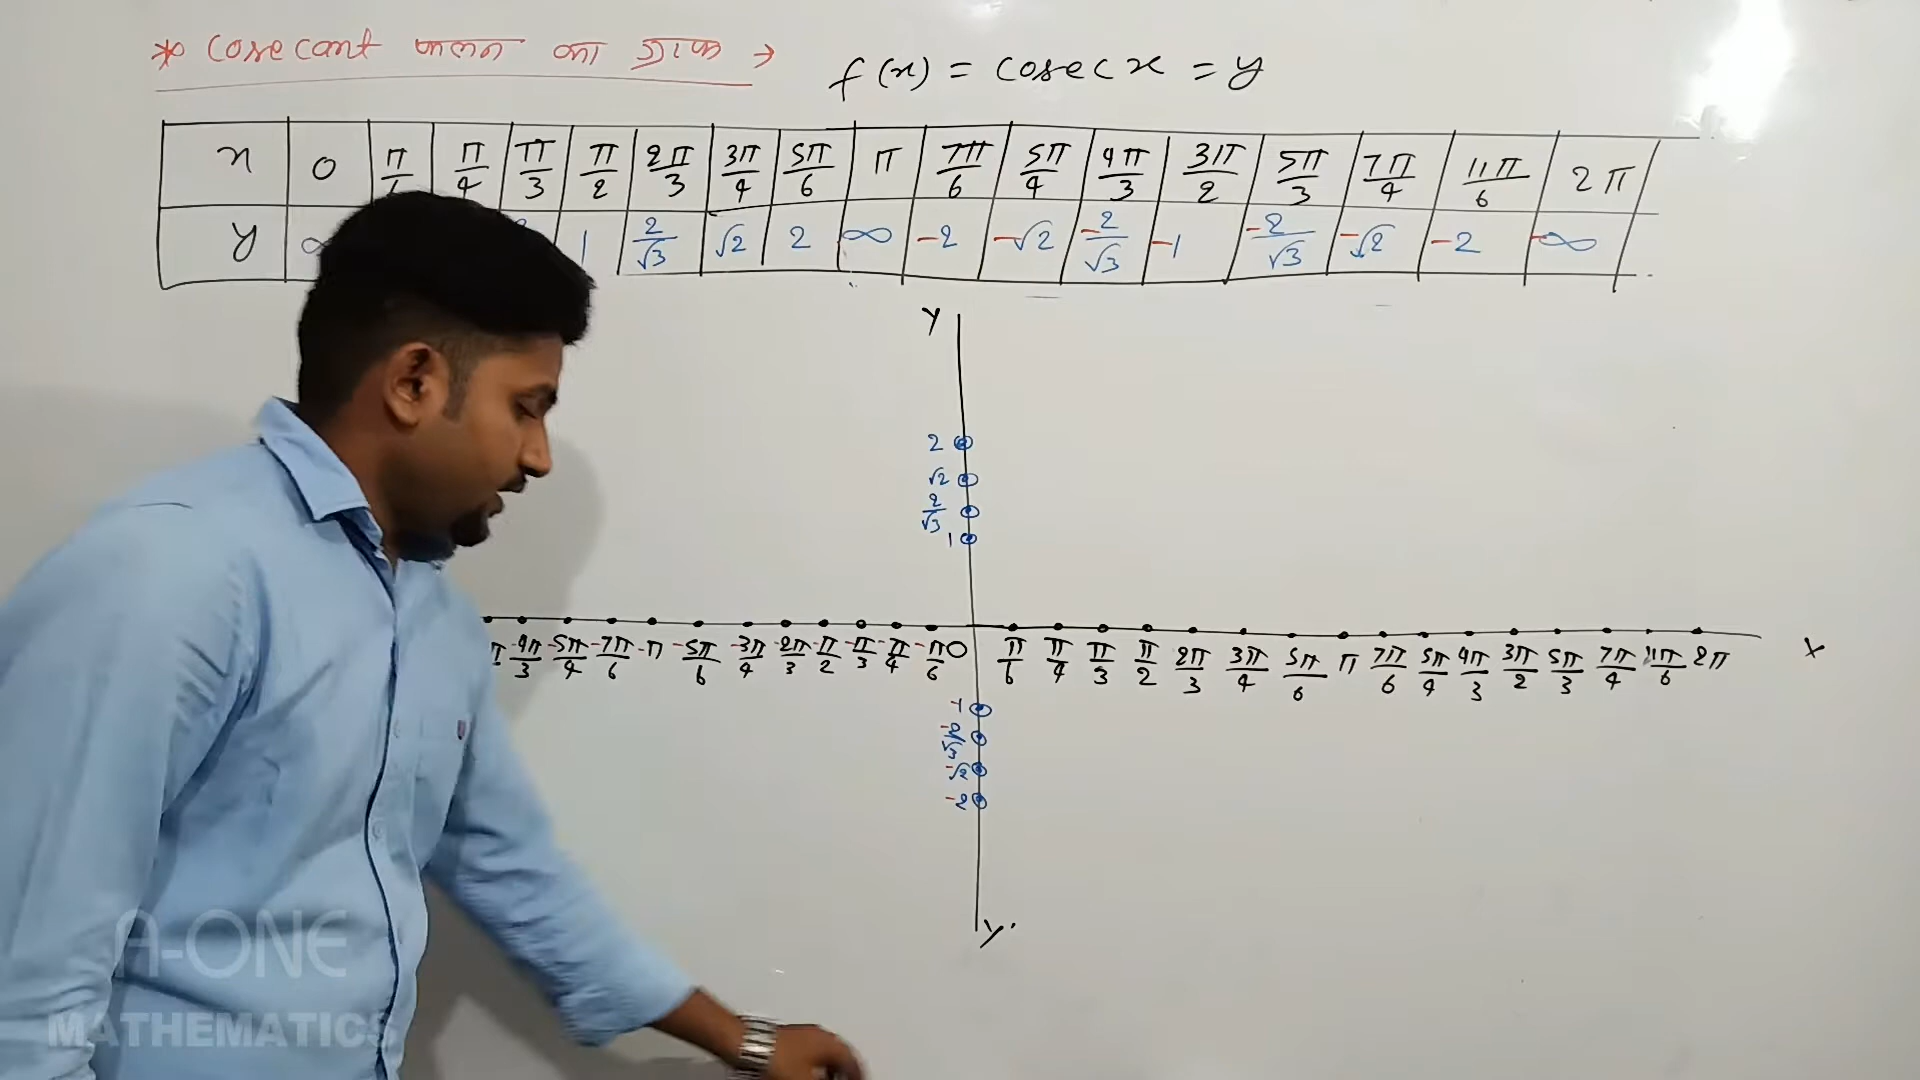 * Cosecant फलन का ग्राफ →
f(x) = cosec x = y
x 0 π/6 π/4 π/3 π/2 2π/3 3π/4 5π/6 π 7π/6 5π/4 4π/3 3π/2 5π/3 7π/4 11π/6 2π
y ∞ 1 2/√3 √2 2 ∞ -2 -√2 -2/√3 -1 -2/√3 -√2 -2 -∞
Y
2
√2
2/√3
1
-4π/3 -5π/4 -7π/6 -π -5π/6 -3π/4 -2π/3 -π/2 -π/3 -π/4 -π/6 0 π/6 π/4 π/3 π/2 2π/3 3π/4 5π/6 π 7π/6 5π/4 4π/3 3π/2 5π/3 7π/4 11π/6 2π X
-1
-2/√3
-√2
-2
Y'
A-ONE
MATHEMATICS